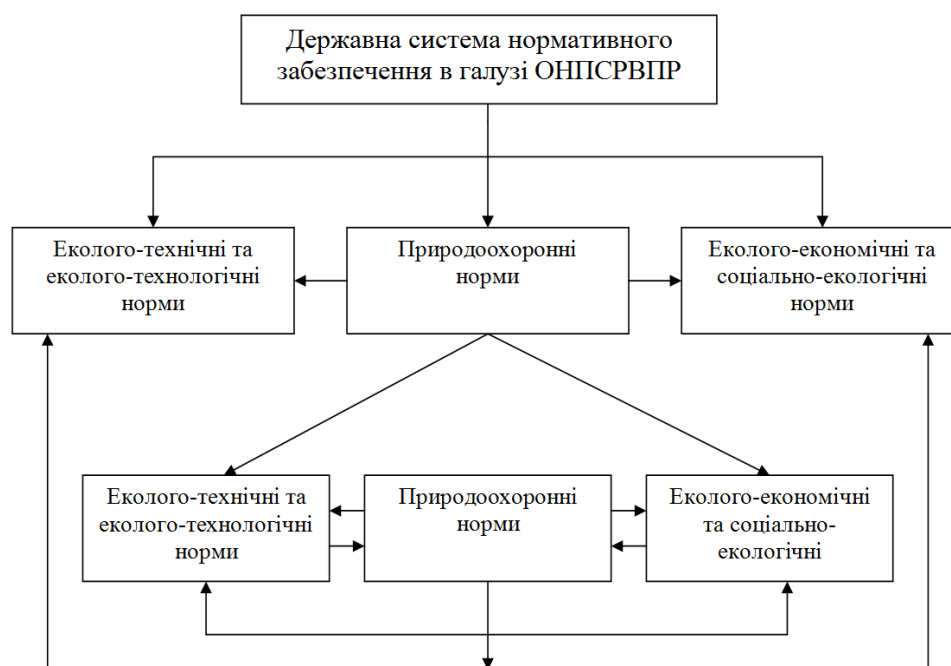 Державна система нормативного
забезпечення в галузі ОНПСРВПР
Еколого-технічні та
еколого-технологічні
норми
Природоохоронні
норми
Еколого-економічні та
соціально-екологічні
норми
Еколого-технічні та
еколого-технологічні
норми
Природоохоронні
норми
Еколого-економічні
та соціально-
екологічні